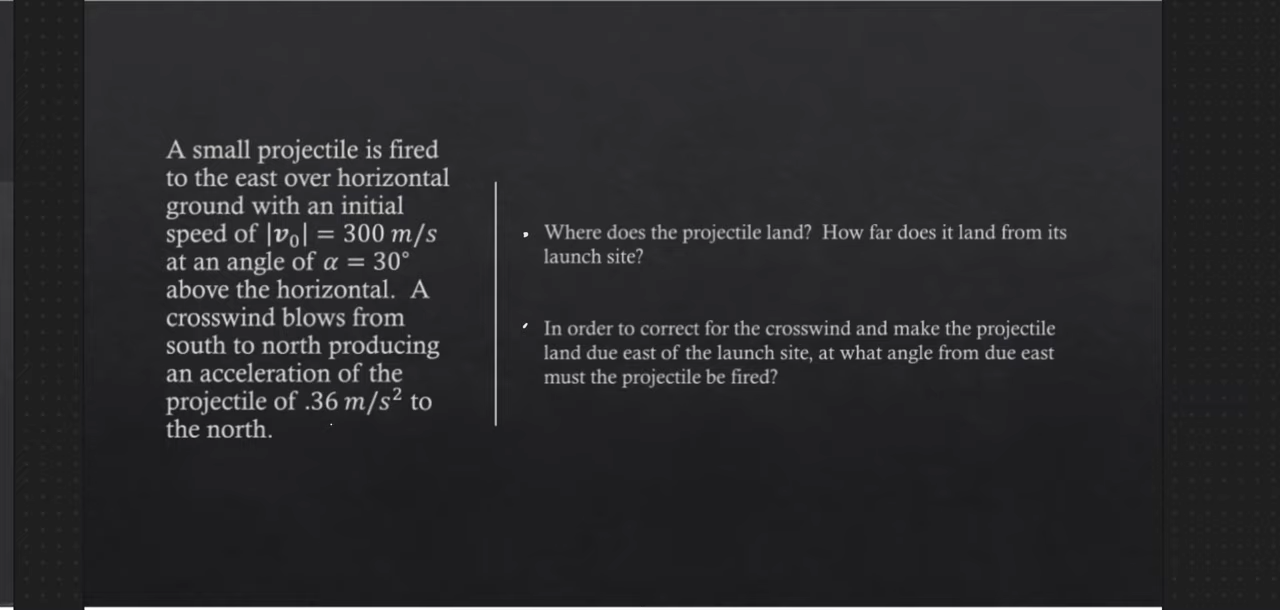 A small projectile is fired
to the east over horizontal
ground with an initial
speed of |𝒗₀| = 300 m/s
at an angle of α = 30°
above the horizontal. A
crosswind blows from
south to north producing
an acceleration of the
projectile of .36 m/s² to
the north.
Where does the projectile land? How far does it land from its
launch site?
In order to correct for the crosswind and make the projectile
land due east of the launch site, at what angle from due east
must the projectile be fired?